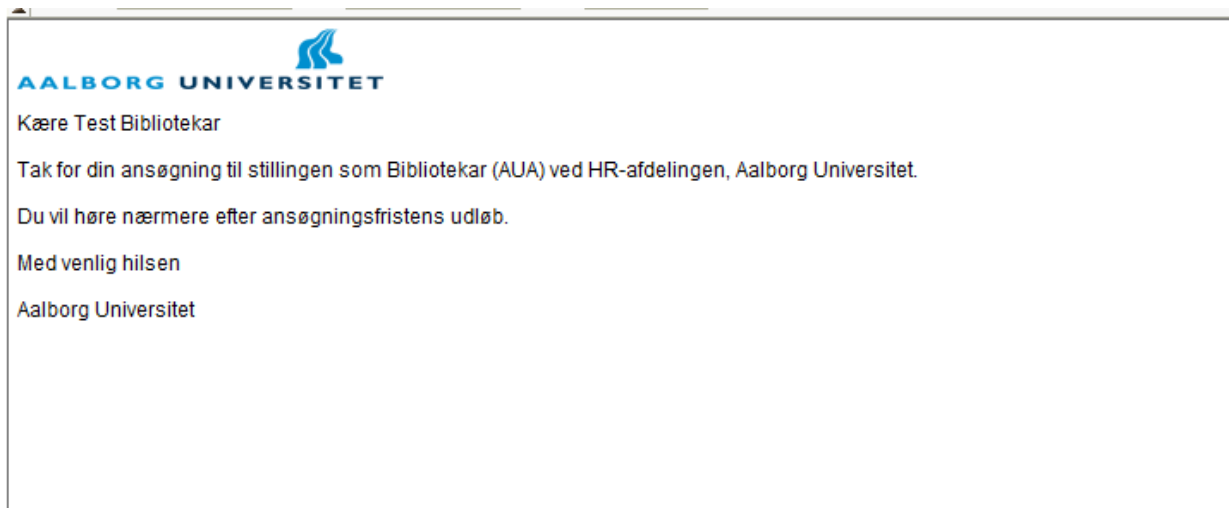 AALBORG UNIVERSITET
Kære Test Bibliotekar
Tak for din ansøgning til stillingen som Bibliotekar (AUA) ved HR-afdelingen, Aalborg Universitet.
Du vil høre nærmere efter ansøgningsfristens udløb.
Med venlig hilsen
Aalborg Universitet